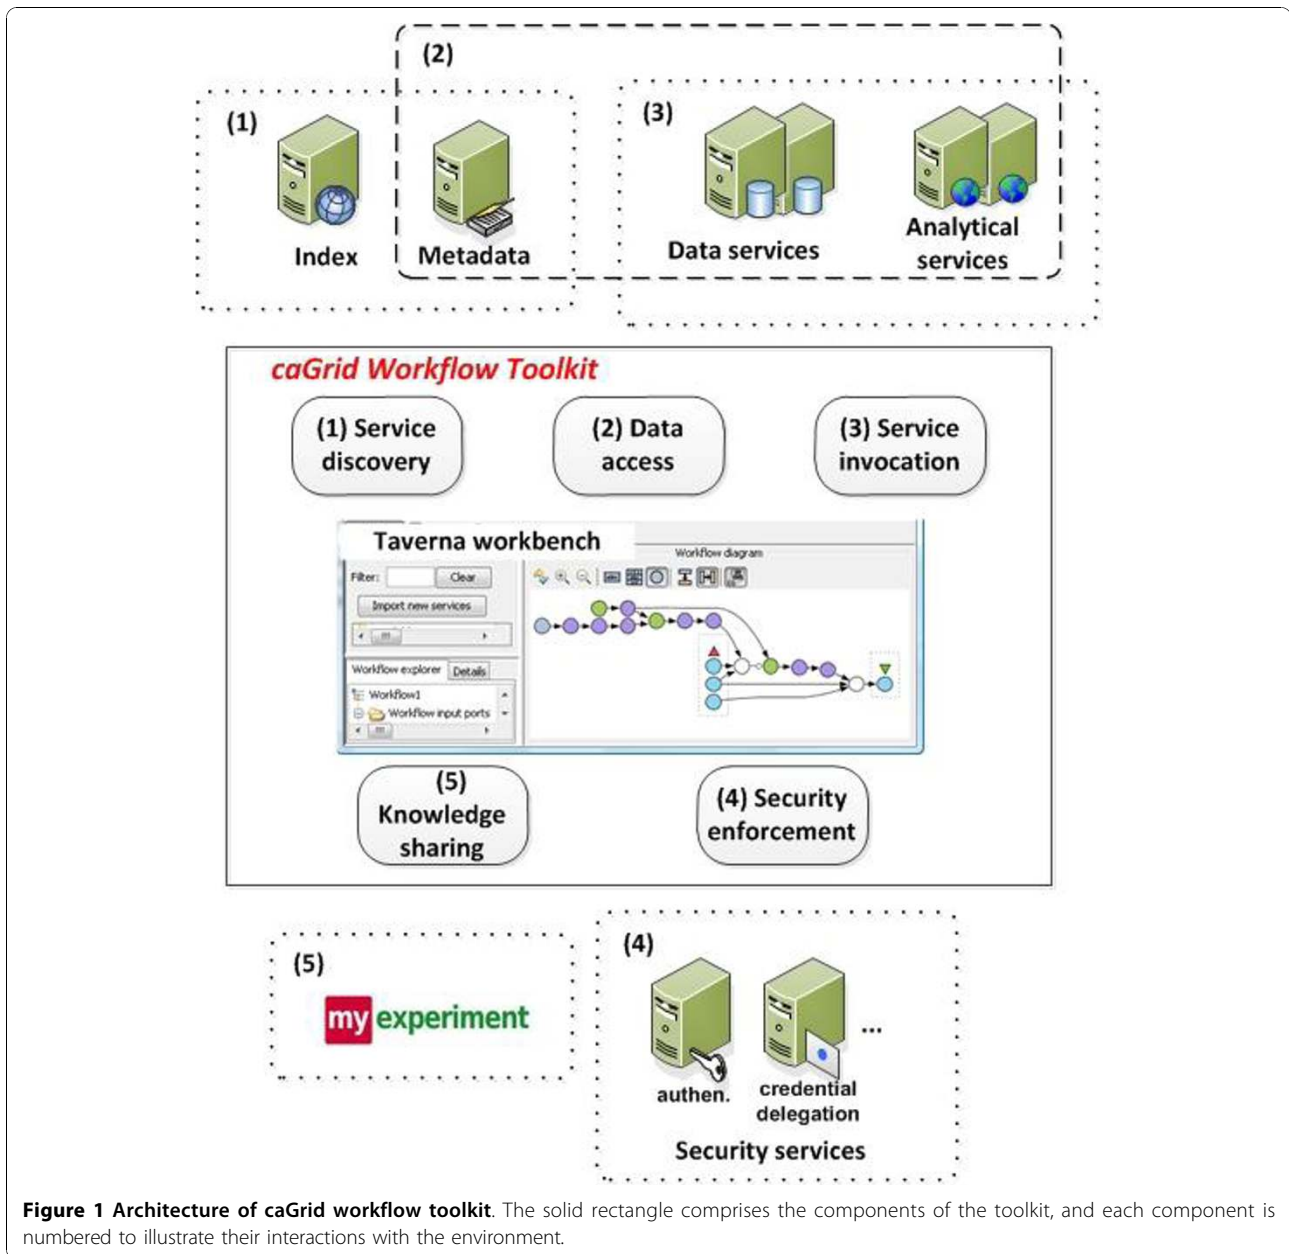 (2)
(1)
(3)
Index
Metadata
Data services
Analytical
services
caGrid Workflow Toolkit
(1) Service
discovery
(2) Data
access
(3) Service
invocation
Taverna workbench
Workflow diagram
Filter:
Clear
Import new services
Workflow explorer
Details
Workflow1
Workflow input ports
(5)
Knowledge
sharing
(4) Security
enforcement
(5)
my experiment
(4)
authen.
credential
delegation
...
Security services
Figure 1 Architecture of caGrid workflow toolkit. The solid rectangle comprises the components of the toolkit, and each component is
numbered to illustrate their interactions with the environment.